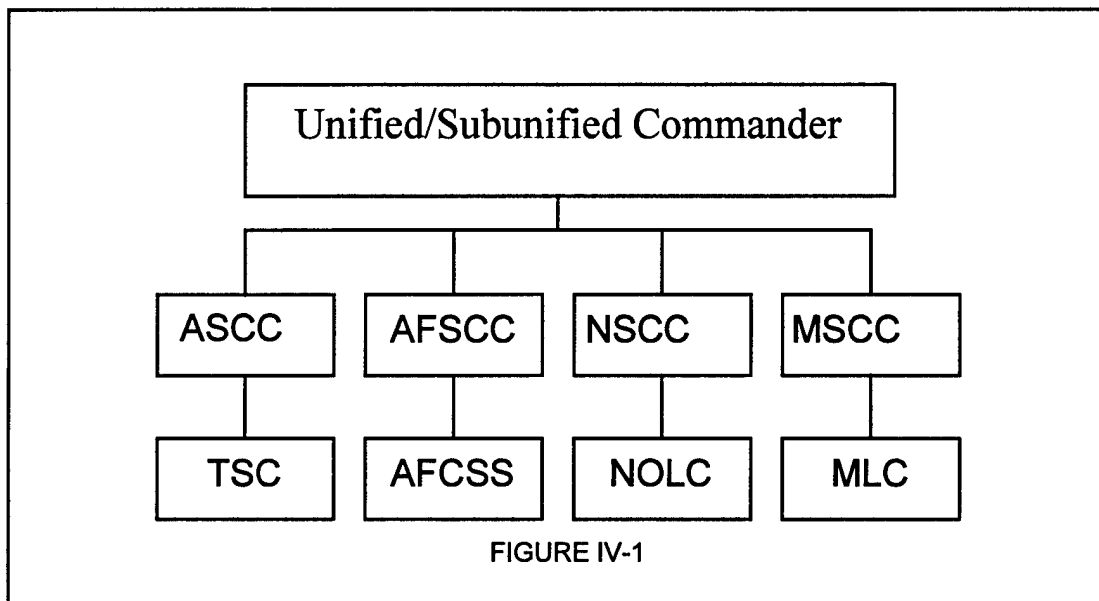 Unified/Subunified Commander
ASCC AFSCC NSCC MSCC
TSC AFCSS NOLC MLC
FIGURE IV-1